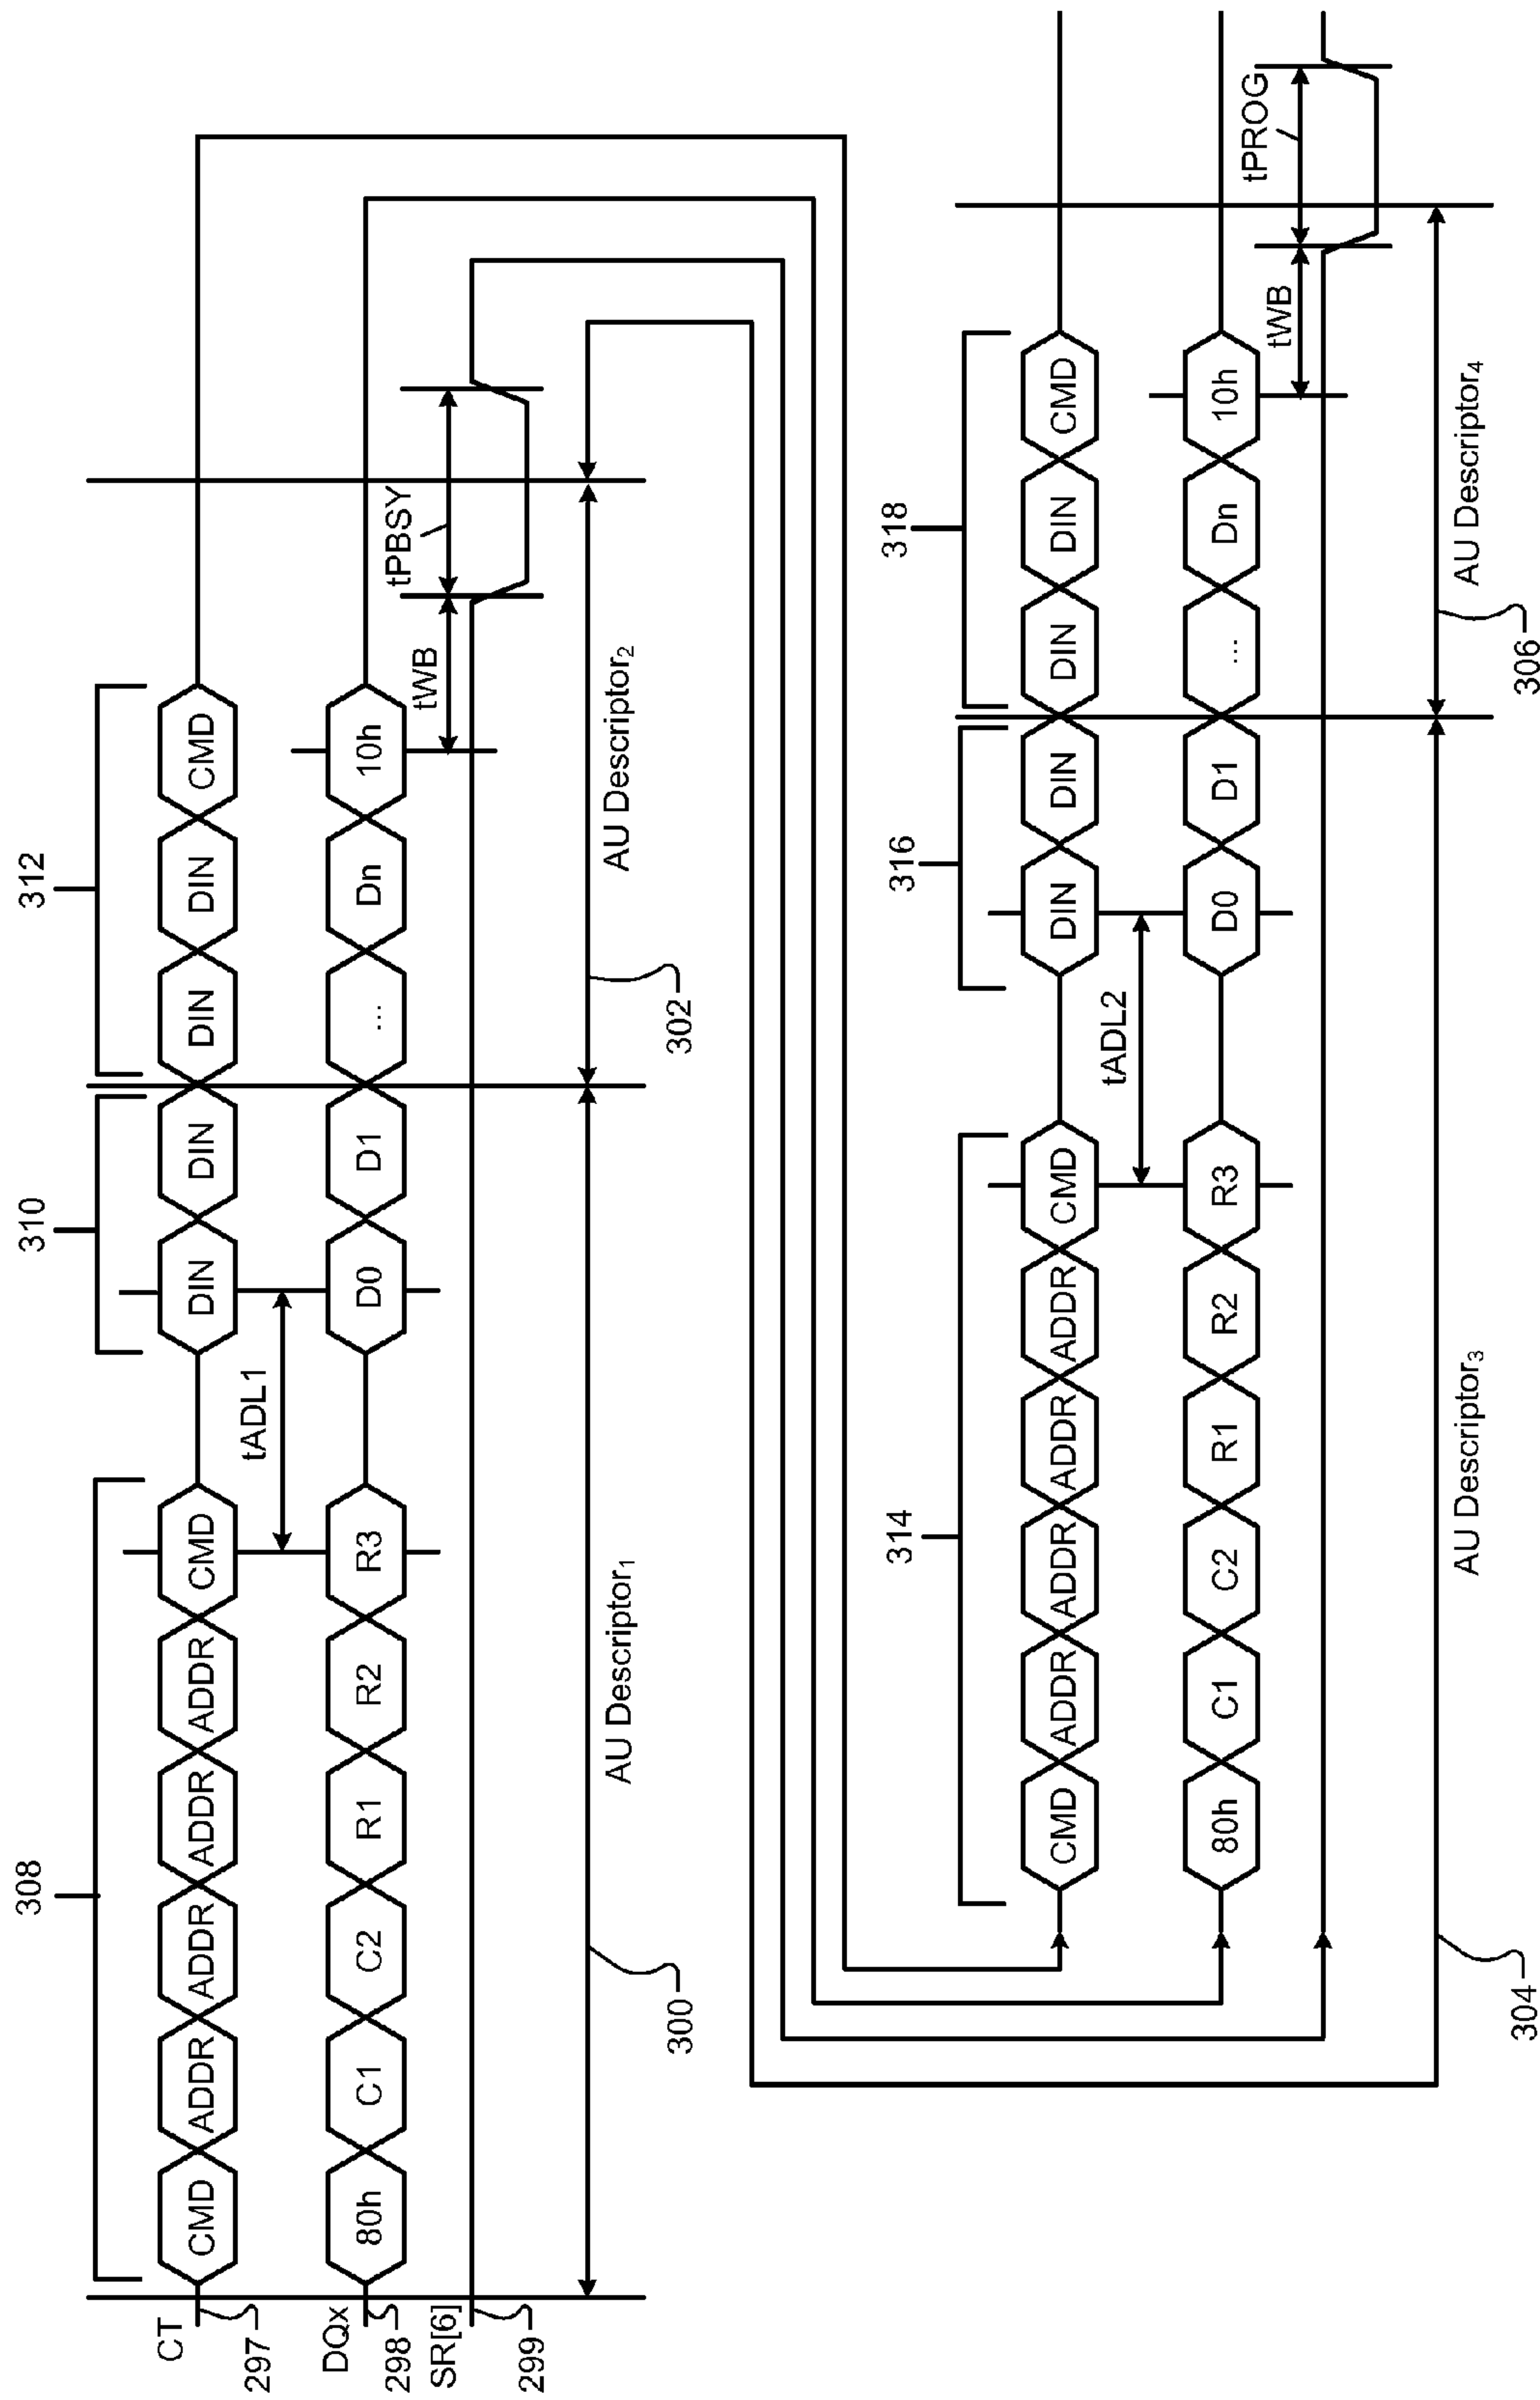 308
310
312
CT
297
CMD ADDR ADDR ADDR ADDR CMD DIN DIN DIN DIN CMD
tADL1
DQx
298
80h C1 C2 R1 R2 R3 D0 D1 ... Dn 10h
tWB
tPBSY
SR[6]
299
AU Descriptor1
AU Descriptor2
300
302
314
316
318
CMD ADDR ADDR ADDR ADDR CMD DIN DIN DIN DIN CMD
tADL2
80h C1 C2 R1 R2 R3 D0 D1 ... Dn 10h
tWB
tPROG
AU Descriptor3
AU Descriptor4
304
306